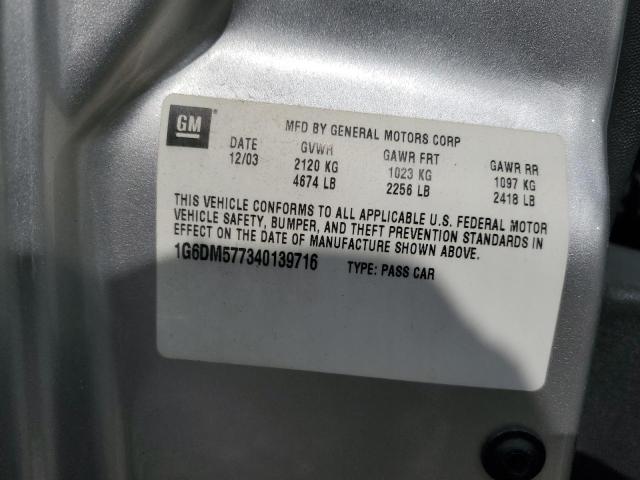 GM
MFD BY GENERAL MOTORS CORP
DATE GVWR GAWR FRT GAWR RR
12/03 2120 KG 1023 KG 1097 KG
4674 LB 2256 LB 2418 LB
THIS VEHICLE CONFORMS TO ALL APPLICABLE U.S. FEDERAL MOTOR
VEHICLE SAFETY, BUMPER, AND THEFT PREVENTION STANDARDS IN
EFFECT ON THE DATE OF MANUFACTURE SHOWN ABOVE.
1G6DM577340139716 TYPE: PASS CAR